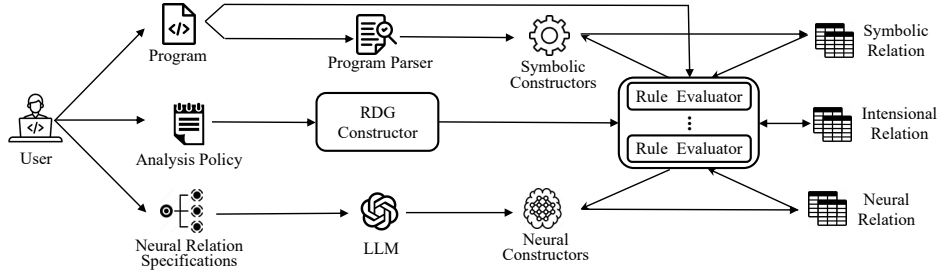 Program
Program Parser
Symbolic
Constructors
Symbolic
Relation
User
Analysis Policy
RDG
Constructor
Rule Evaluator
Rule Evaluator
Intensional
Relation
Neural Relation
Specifications
LLM
Neural
Constructors
Neural
Relation